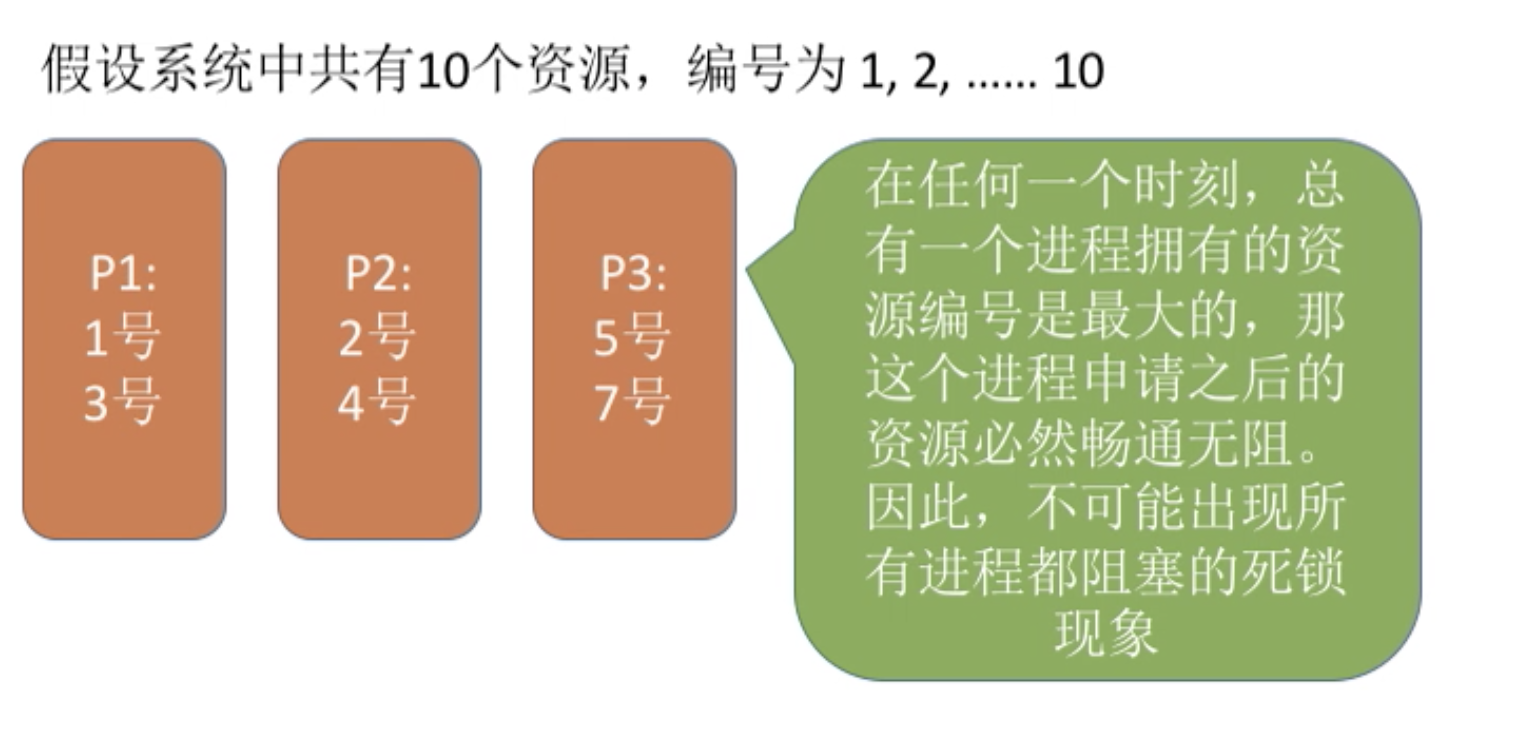 假设系统中共有10个资源，编号为 1, 2, …… 10
P1:
1号
3号
P2:
2号
4号
P3:
5号
7号
在任何一个时刻，总
有一个进程拥有的资
源编号是最大的，那
这个进程申请之后的
资源必然畅通无阻。
因此，不可能出现所
有进程都阻塞的死锁
现象